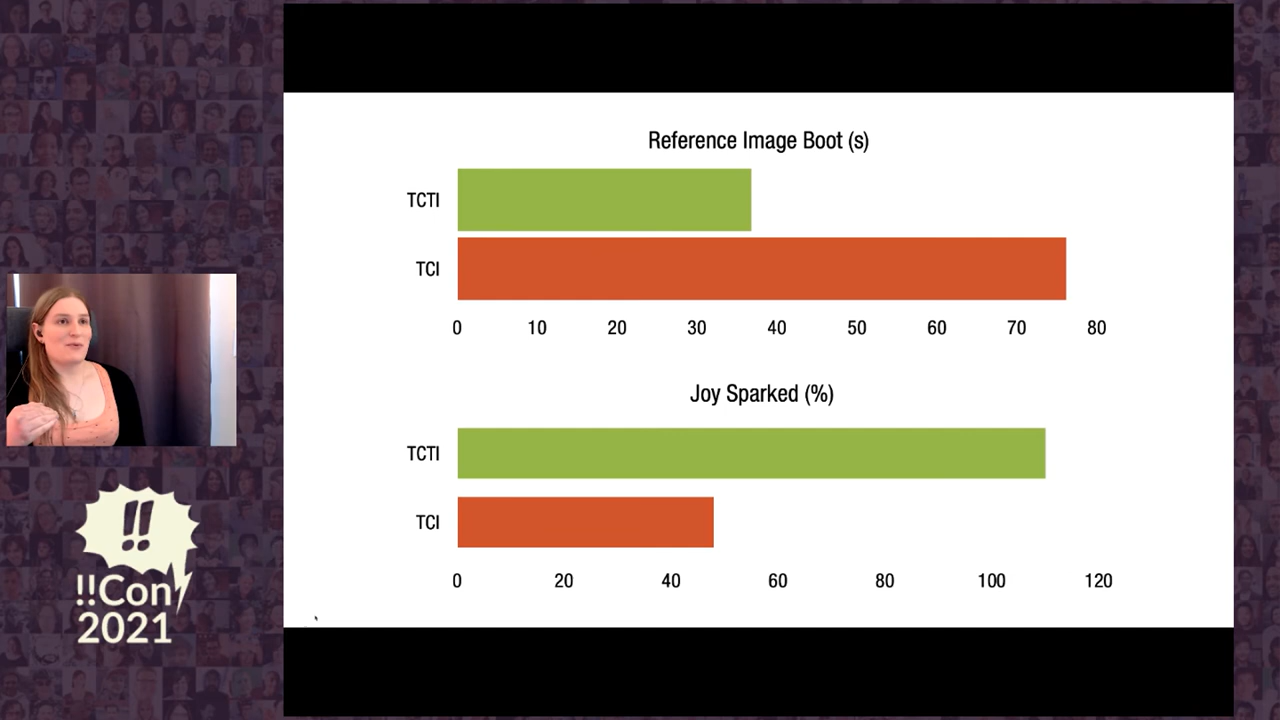 Reference Image Boot (s)
TCTI
TCI
0 10 20 30 40 50 60 70 80
Joy Sparked (%)
TCTI
TCI
0 20 40 60 80 100 120
!!
!!Con
2021